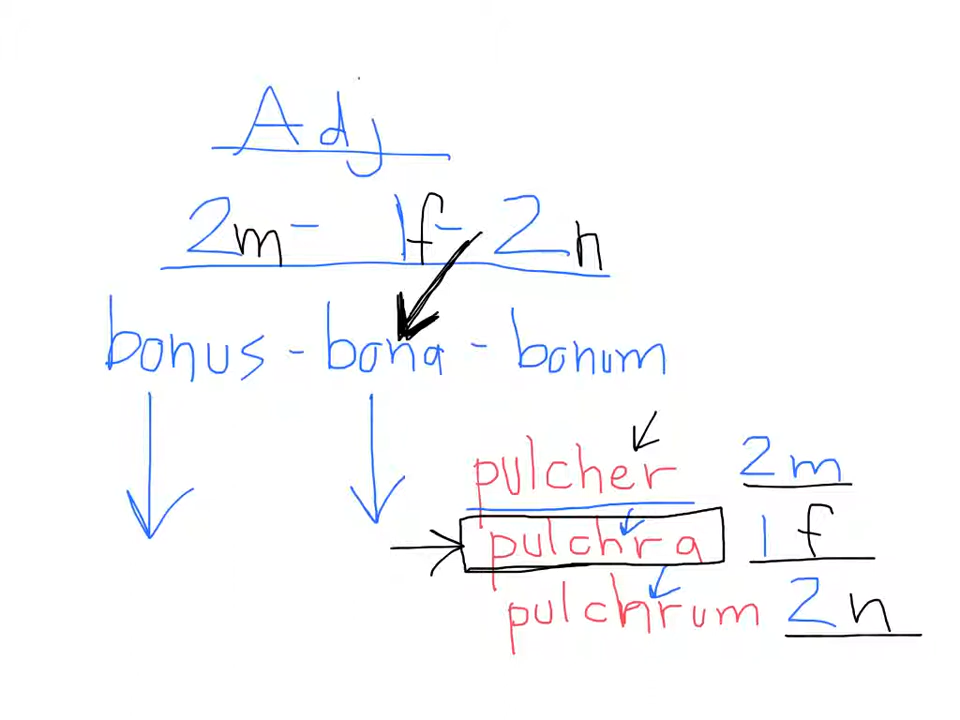 Adj
2m - 1f - 2n
bonus - bona - bonum
pulcher 2m
pulchra 1f
pulchrum 2n